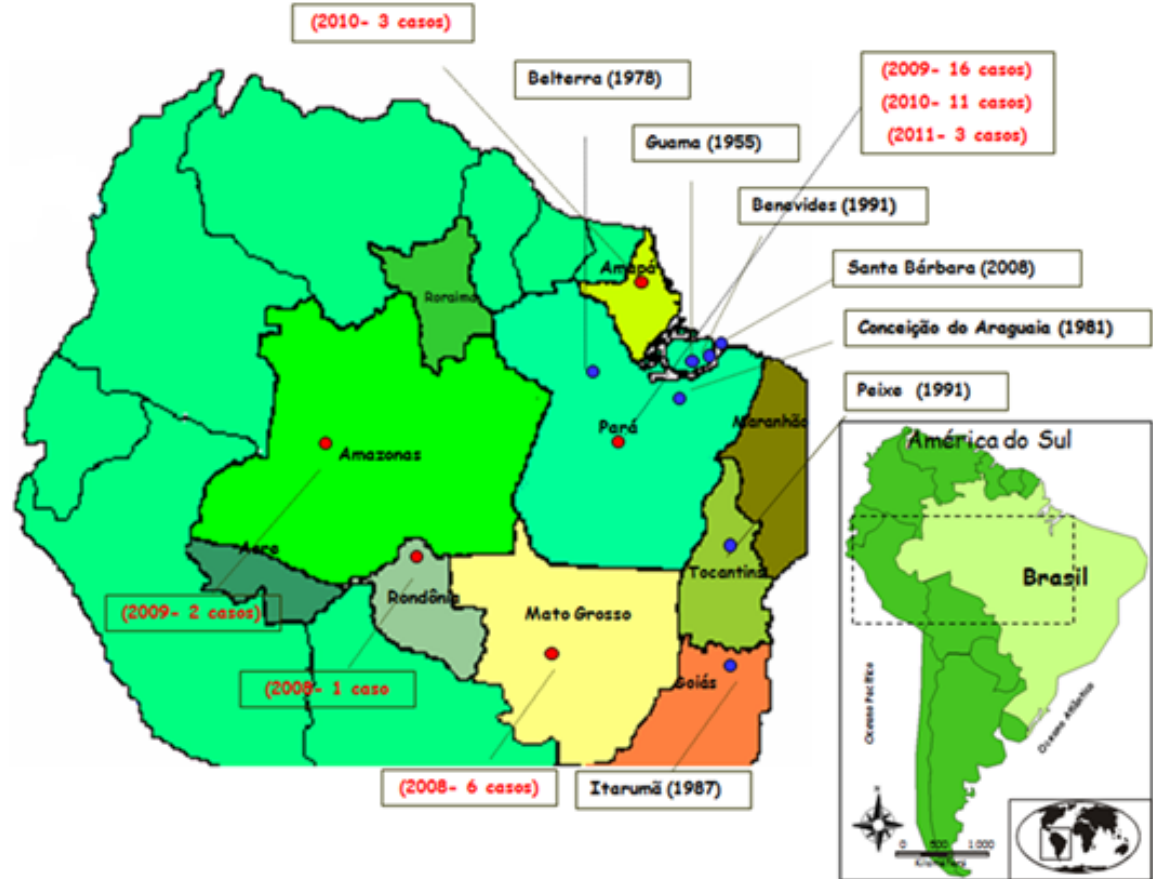 (2010- 3 casos)
Belterra (1978)
(2009- 16 casos)
(2010- 11 casos)
(2011- 3 casos)
Guama (1955)
Benevides (1991)
Santa Bárbara (2008)
Conceição do Araguaia (1981)
Peixe (1991)
Amapá
Roraima
Pará
Maranhão
Amazonas
Acro
Rondônia
Tocantins
Mato Grosso
Goiás
(2009- 2 casos)
(2008- 1 caso
(2008- 6 casos)
Itarumã (1987)
América do Sul
Brasil
Oceano Pacífico
Oceano Atlântico
N
0 500 1.000
Kilometers